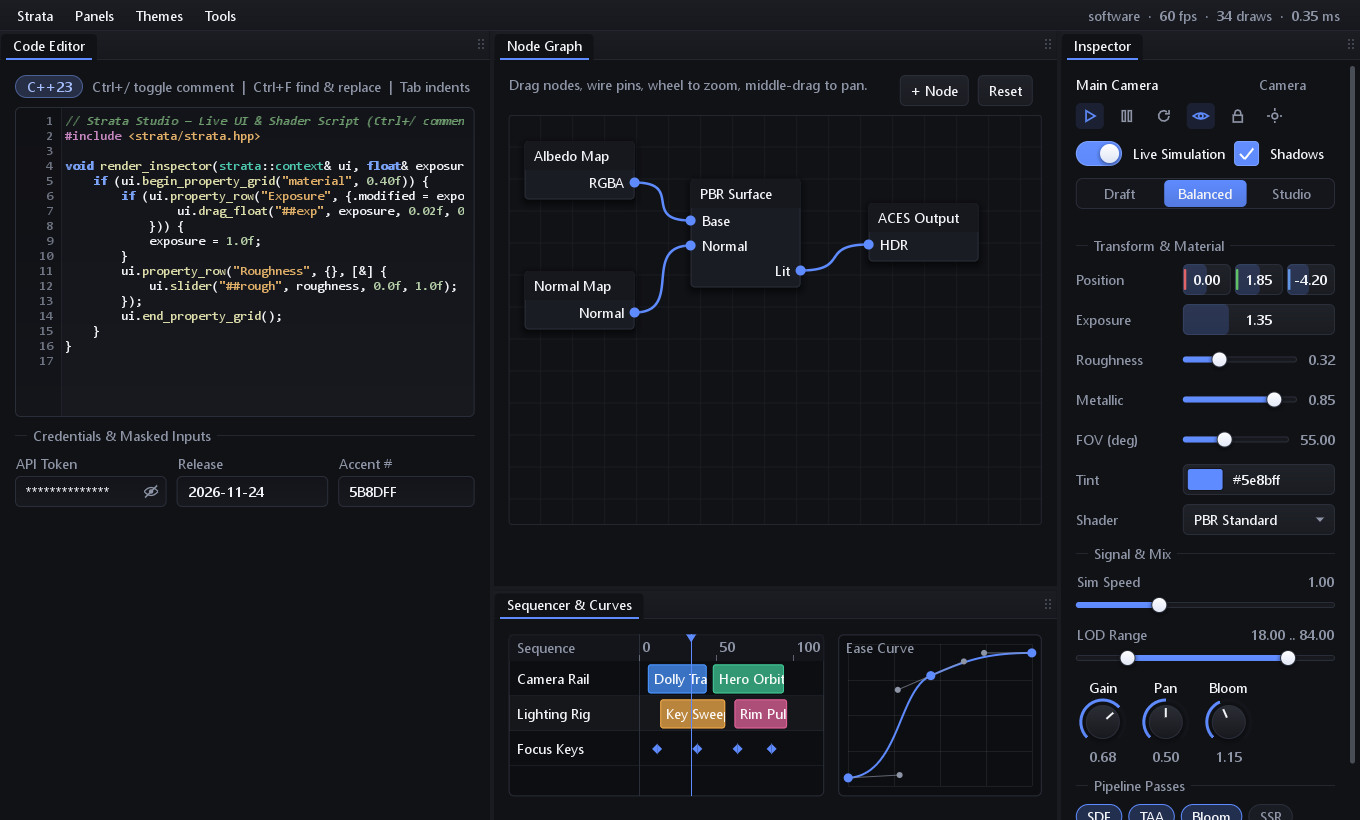 Strata Panels Themes Tools
software · 60 fps · 34 draws · 0.35 ms
Code Editor
C++23 Ctrl+/ toggle comment | Ctrl+F find & replace | Tab indents
1 // Strata Studio — Live UI & Shader Script (Ctrl+/ commen
2 #include <strata/strata.hpp>
3
4 void render_inspector(strata::context& ui, float& exposur
5 if (ui.begin_property_grid("material", 0.40f)) {
6 if (ui.property_row("Exposure", {.modified = expo
7 ui.drag_float("##exp", exposure, 0.02f, 0
8 })) {
9 exposure = 1.0f;
10 }
11 ui.property_row("Roughness", {}, [&] {
12 ui.slider("##rough", roughness, 0.0f, 1.0f);
13 });
14 ui.end_property_grid();
15 }
16 }
17
Credentials & Masked Inputs
API Token Release Accent #
************** 2026-11-24 5B8DFF
Node Graph
Drag nodes, wire pins, wheel to zoom, middle-drag to pan.
+ Node Reset
Albedo Map
RGBA
Normal Map
Normal
PBR Surface
Base
Normal
Lit
ACES Output
HDR
Sequencer & Curves
Sequence 0 50 100
Camera Rail Dolly Tra Hero Orbit
Lighting Rig Key Swee Rim Pul
Focus Keys
Ease Curve
Inspector
Main Camera Camera
Live Simulation Shadows
Draft Balanced Studio
Transform & Material
Position 0.00 1.85 -4.20
Exposure 1.35
Roughness 0.32
Metallic 0.85
FOV (deg) 55.00
Tint #5e8bff
Shader PBR Standard
Signal & Mix
Sim Speed 1.00
LOD Range 18.00 .. 84.00
Gain Pan Bloom
0.68 0.50 1.15
Pipeline Passes
SDF TAA Bloom SSR